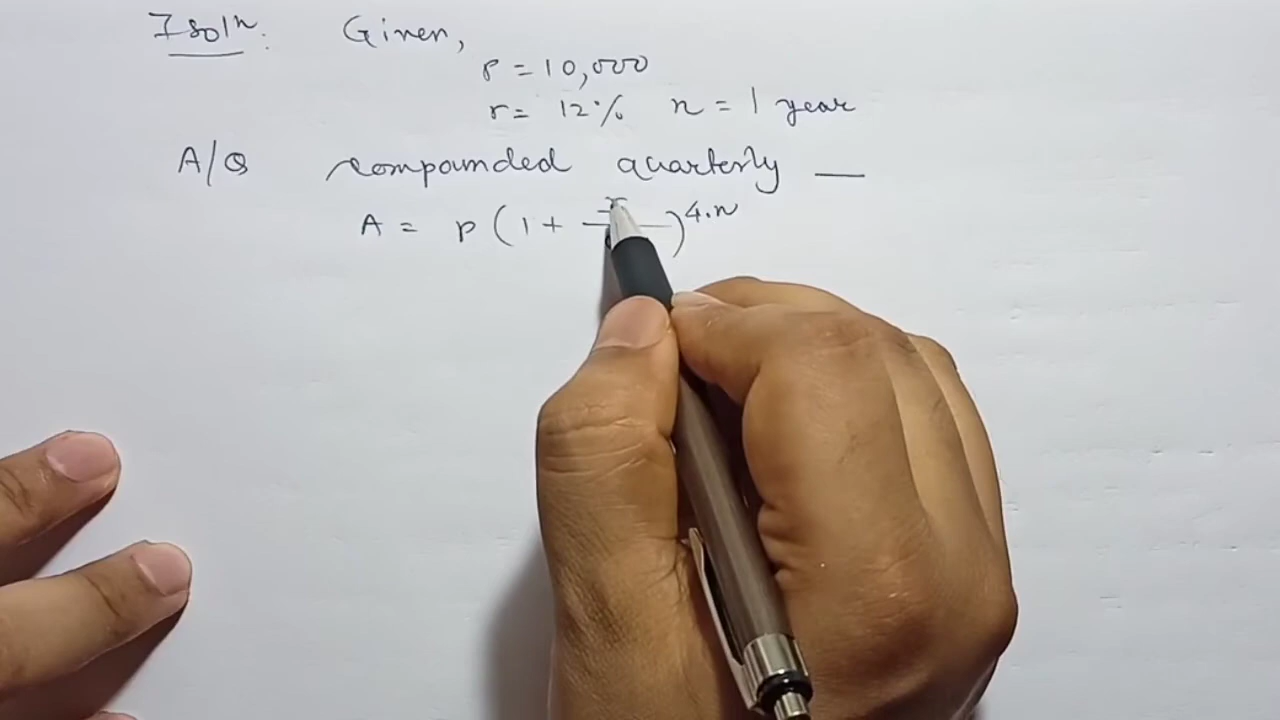 I soln. Given,
P = 10,000
r = 12% n = 1 year
A/Q compounded quarterly —
A = P(1 + )4.n